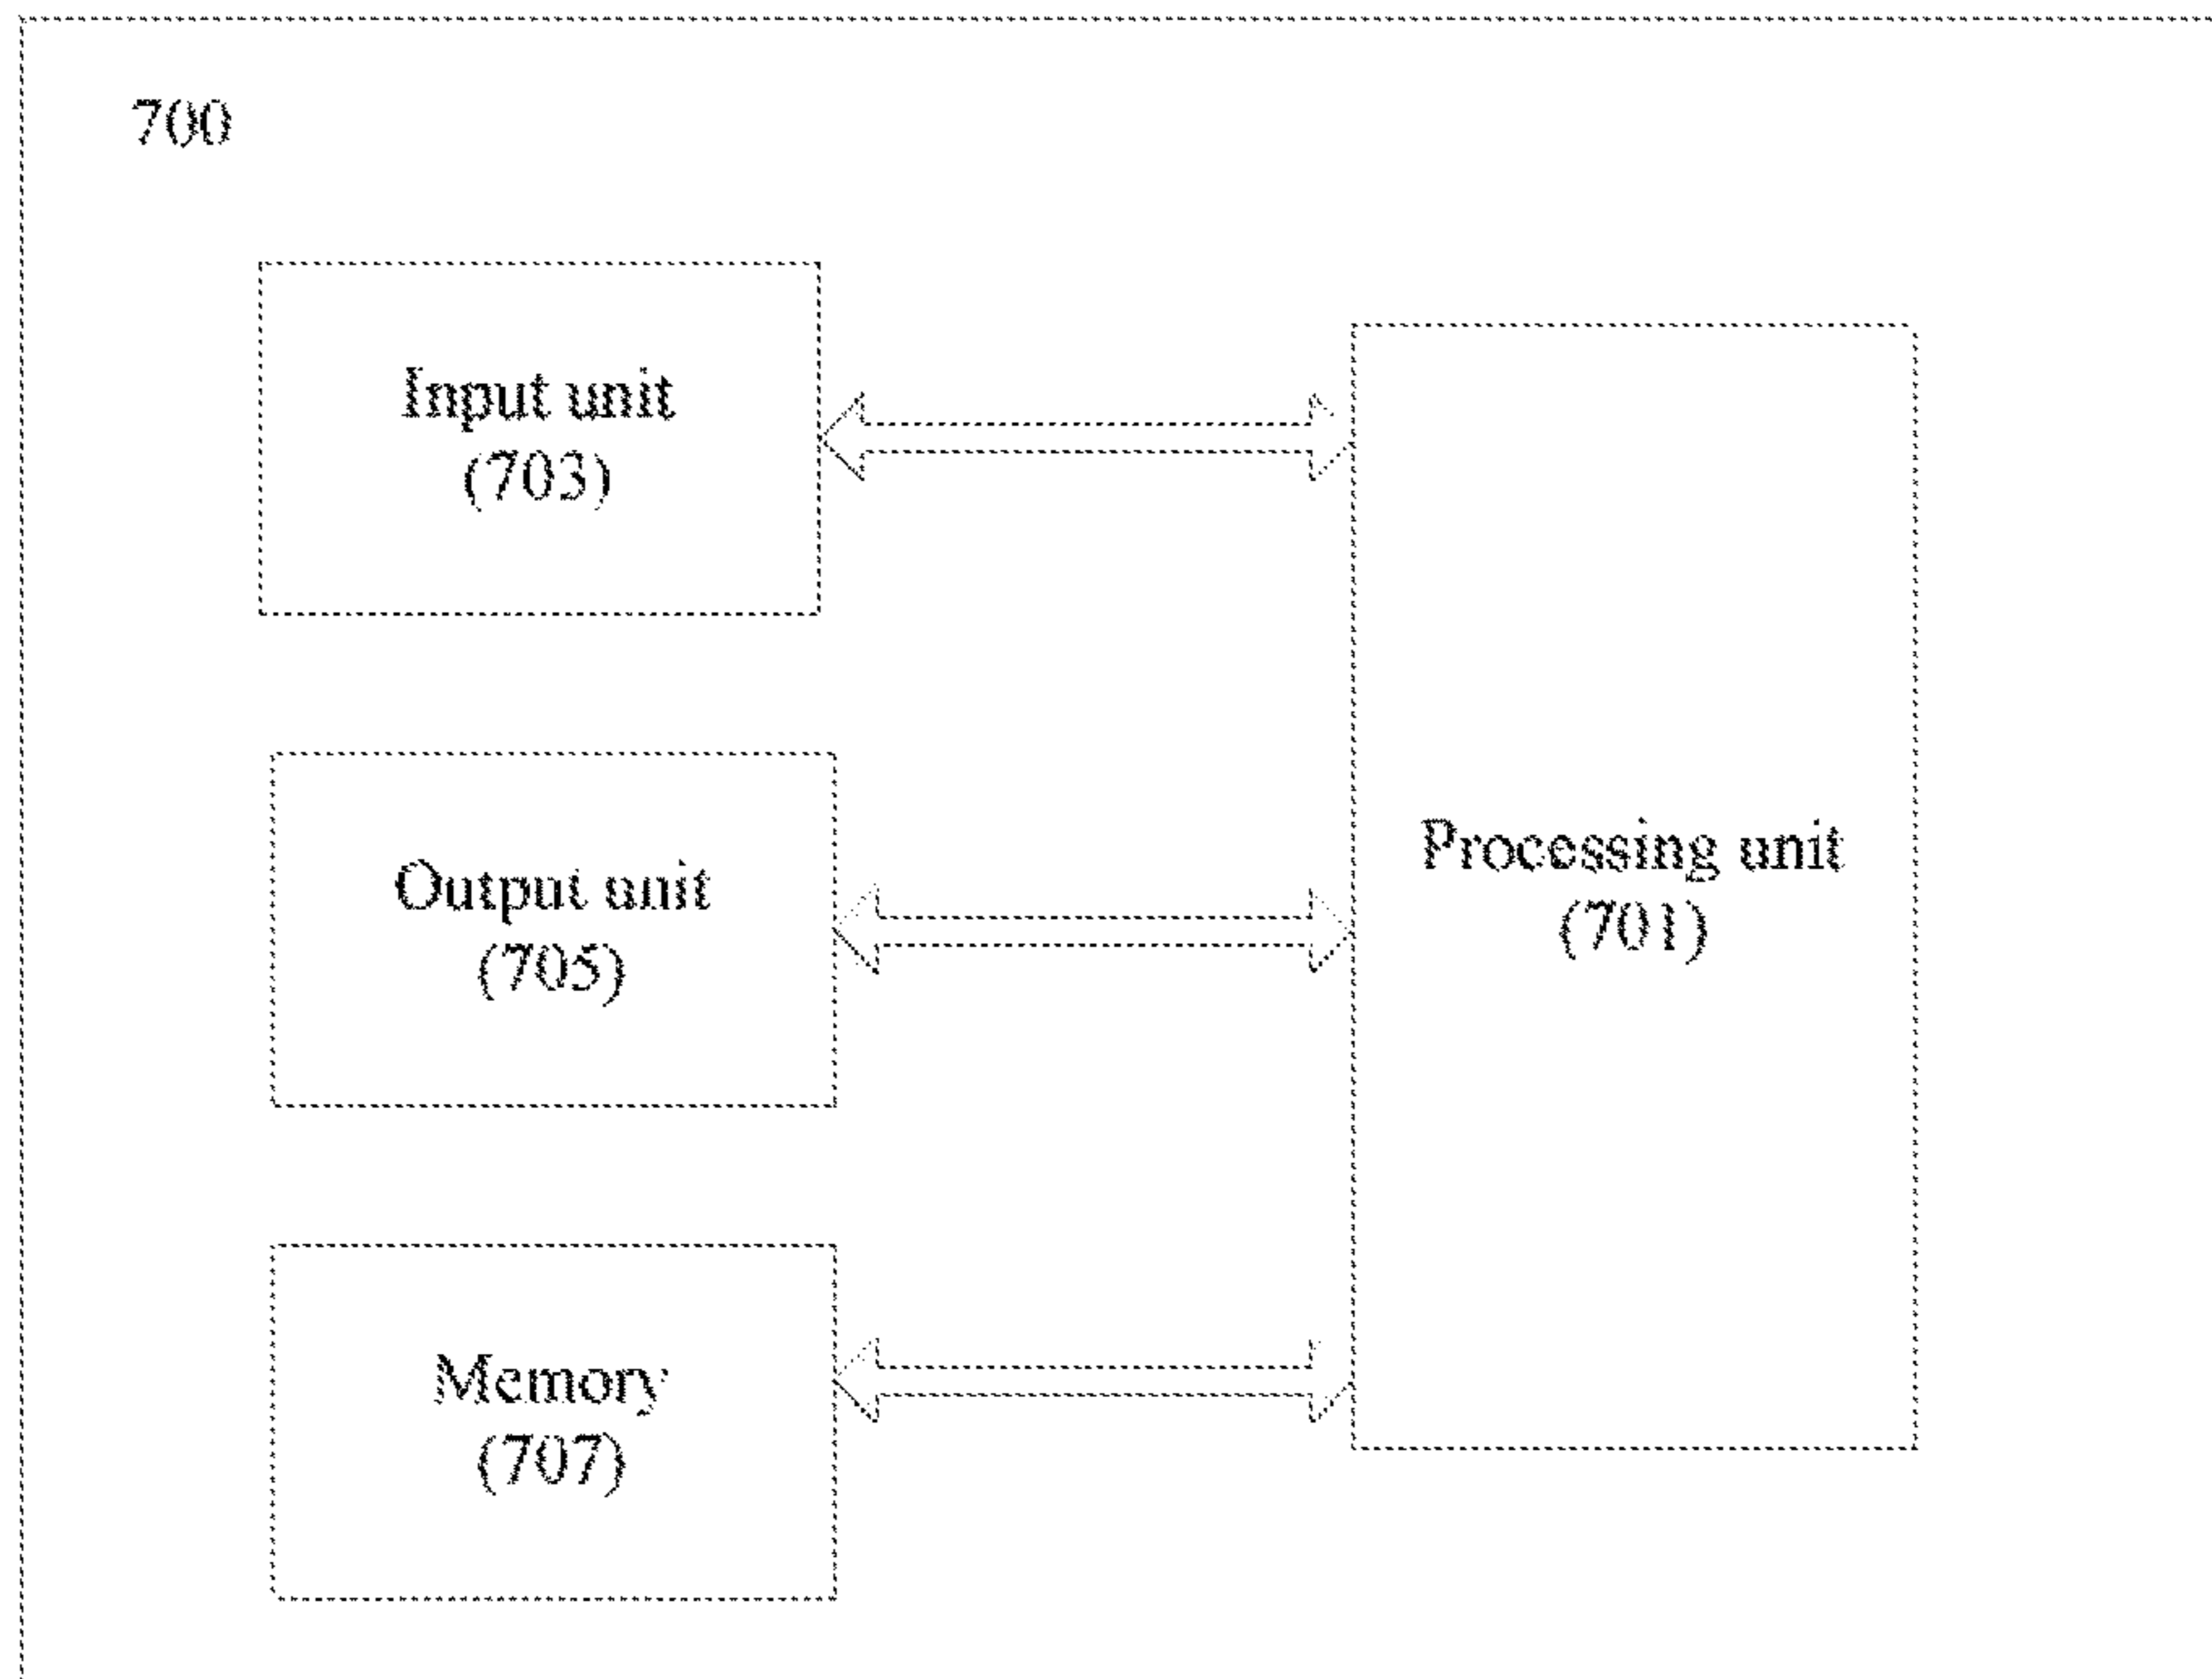 700
Input unit
(703)
Output unit
(705)
Memory
(707)
Processing unit
(701)